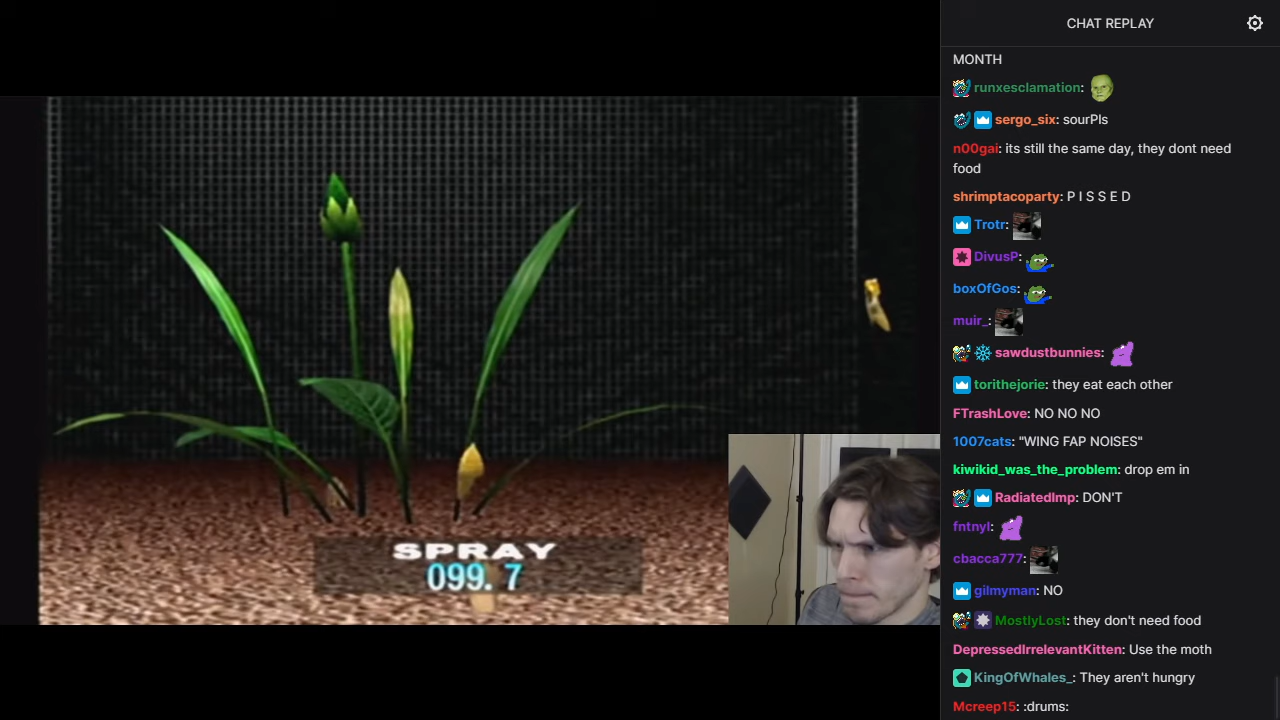 CHAT REPLAY
MONTH
runxesclamation:
sergo_six: sourPls
n00gai: its still the same day, they dont need
food
shrimptacoparty: P I S S E D
Trotr:
DivusP:
boxOfGos:
muir_:
sawdustbunnies:
torithejorie: they eat each other
FTrashLove: NO NO NO
1007cats: "WING FAP NOISES"
kiwikid_was_the_problem: drop em in
RadiatedImp: DON'T
fntnyl:
cbacca777:
gilmyman: NO
MostlyLost: they don't need food
DepressedIrrelevantKitten: Use the moth
KingOfWhales_: They aren't hungry
Mcreep15: :drums:
SPRAY
099. 7